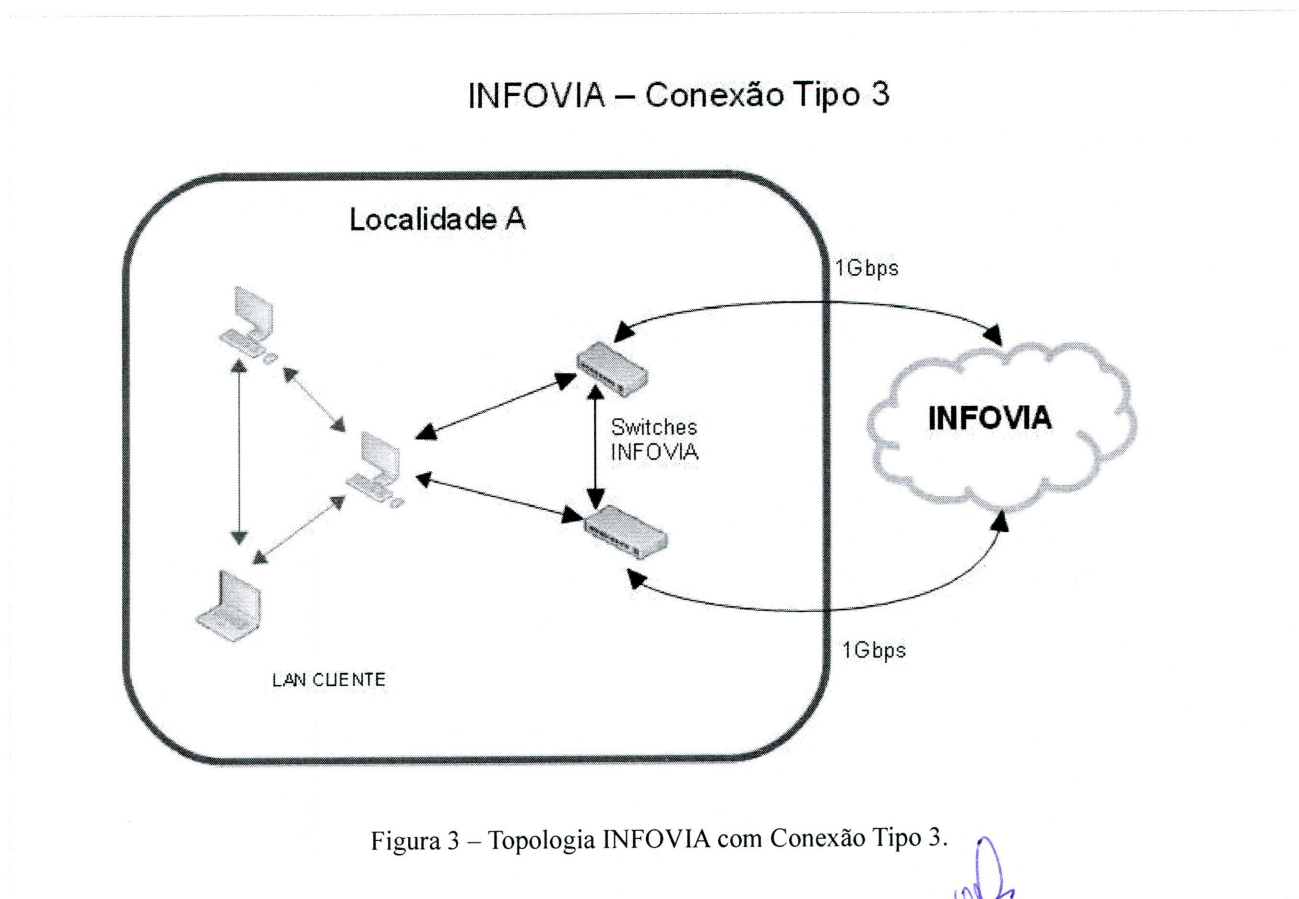 INFOVIA – Conexão Tipo 3
Localidade A
1Gbps
INFOVIA
Switches
INFOVIA
1Gbps
LAN CLIENTE
Figura 3 – Topologia INFOVIA com Conexão Tipo 3.